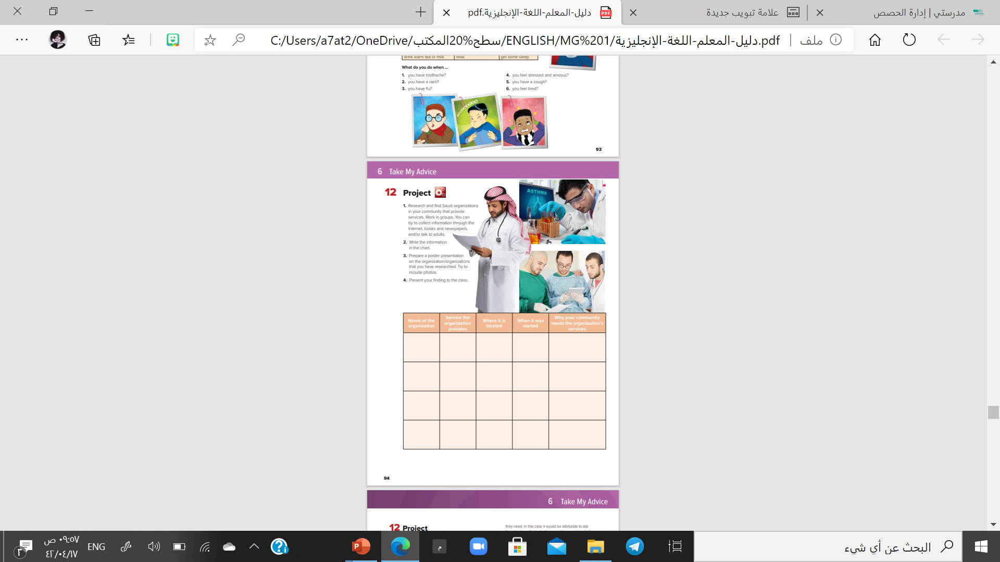 دليل-المعلم-اللغة-الإنجليزية.pdf
علامة تبويب جديدة
مدرستي | إدارة الحصص
C:/Users/a7at2/OneDrive/سطح%20المكتب/ENGLISH/MG%201/دليل-المعلم-اللغة-الإنجليزية.pdf
ملف
drink warm tea or milk relax get some sleep
What do you do when ...
1. you have toothache?
2. you have a rash?
3. you have flu?
4. you feel stressed and anxious?
5. you have a cough?
6. you feel tired?
93
6 Take My Advice
12 Project
ASTHMA
1. Research and find Saudi organizations
in your community that provide
services. Work in groups. You can
try to collect information through the
Internet, books and newspapers,
and/or talk to adults.
2. Write the information
in the chart.
3. Prepare a poster presentation
on the organization/organizations
that you have researched. Try to
include photos.
4. Present your finding to the class.
Name of the organization
Service the organization provides
Where it is located
When it was started
Why your community needs the organization's services
94
6 Take My Advice
12 Project
they need. In this case it would be advisable to ask
٠٩:٥٧ ص
٤٢/٠٤/١٧
ENG
البحث عن أي شيء